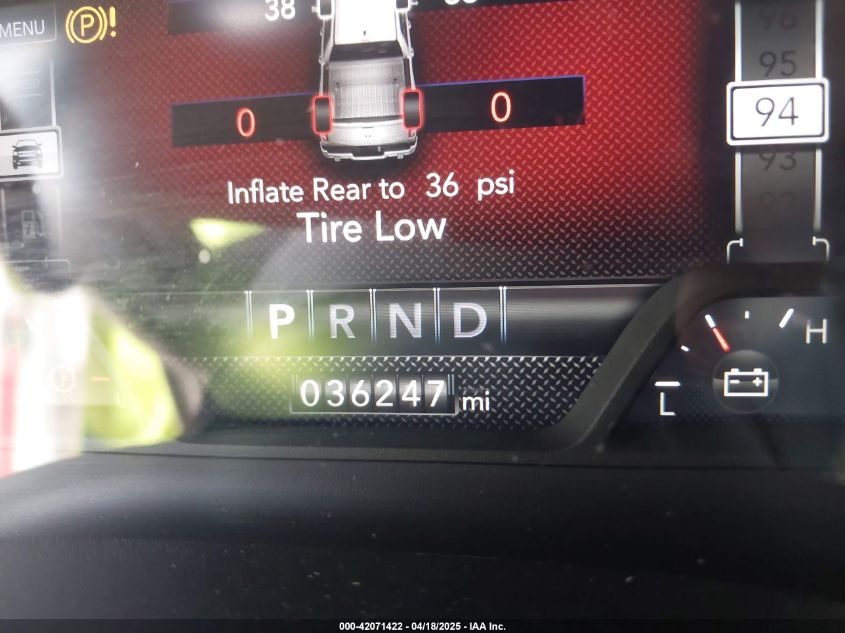 MENU
P!
38
96
95
94
93
0 0
Inflate Rear to 36 psi
Tire Low
P R N D
036247 mi
L H
- +
000-42071422 - 04/18/2025 - IAA Inc.